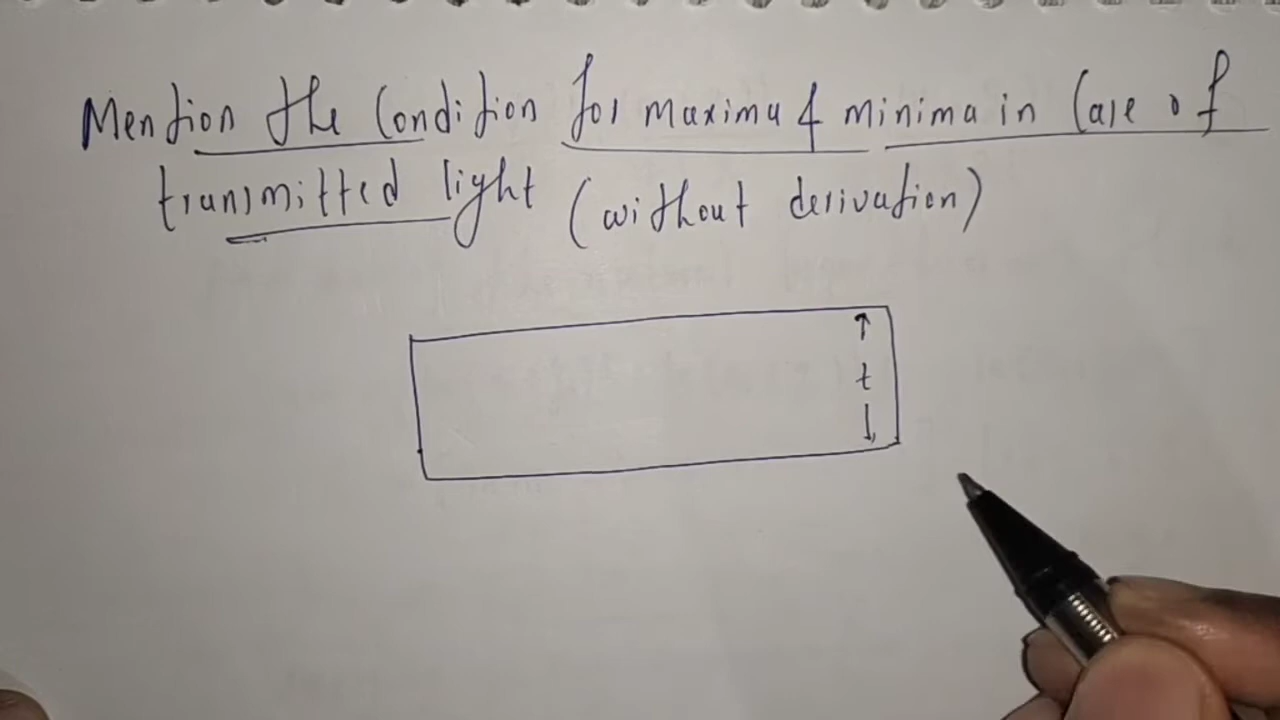 Mention the Condition for maxima & minima in Case of
transmitted light (without derivation)
t